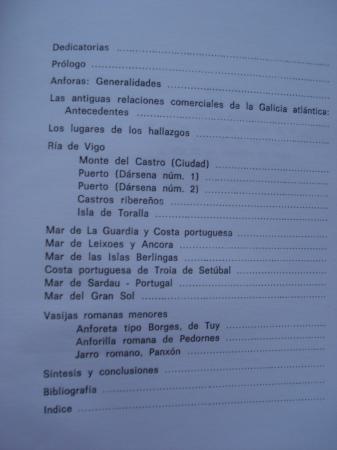 Dedicatorias
Prólogo
Anforas: Generalidades
Las antiguas relaciones comerciales de la Galicia atlántica:
Antecedentes
Los lugares de los hallazgos
Ría de Vigo
Monte del Castro (Ciudad)
Puerto (Dársena núm. 1)
Puerto (Dársena núm. 2)
Castros ribereños
Isla de Toralla
Mar de La Guardia y Costa portuguesa
Mar de Leixoes y Ancora
Mar de las Islas Berlingas
Costa portuguesa de Troia de Setúbal
Mar de Sardau - Portugal
Mar del Gran Sol
Vasijas romanas menores
Anforeta tipo Borges, de Tuy
Anforilla romana de Pedornes
Jarro romano, Panxón
Síntesis y conclusiones
Bibliografía
Indice